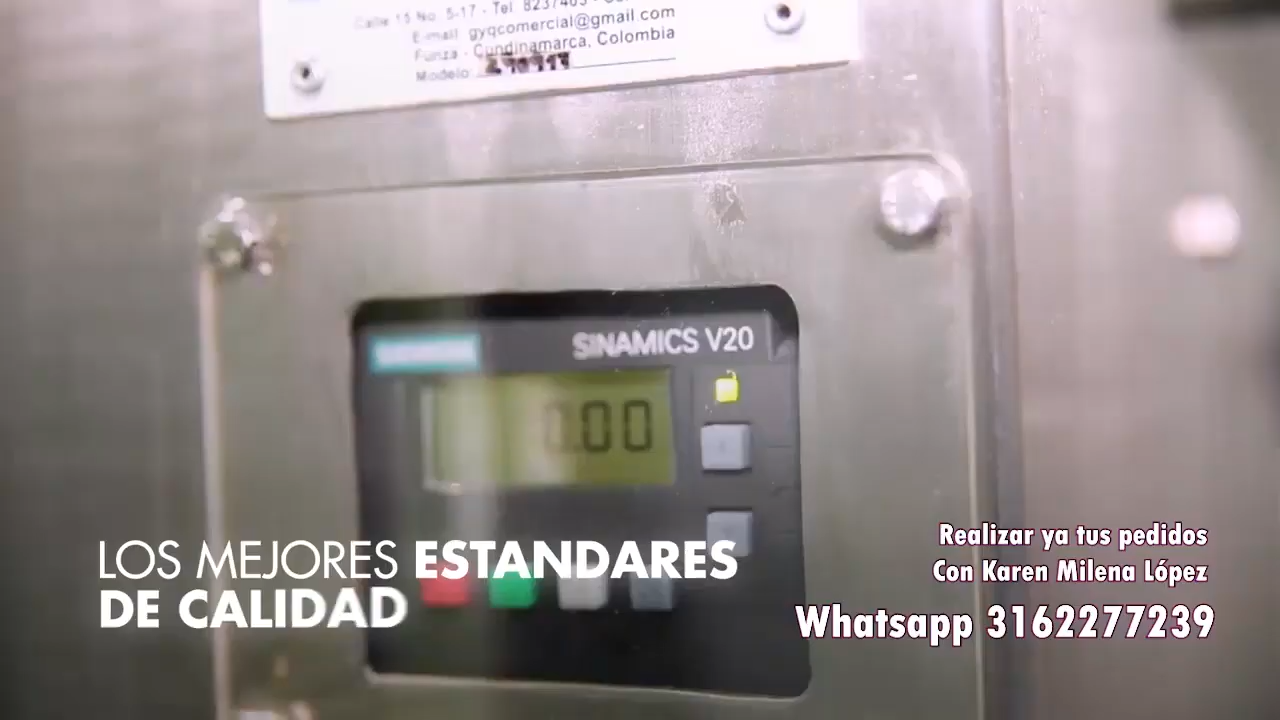 Calle 15 No. 5-17 - Tel 8237403 -
E-mail gyqcomercial@gmail.com
Funza - Cundinamarca, Colombia
Modelo:
SIEMENS
SINAMICS V20
0.00
LOS MEJORES ESTANDARES
DE CALIDAD
Realizar ya tus pedidos
Con Karen Milena López
Whatsapp 3162277239